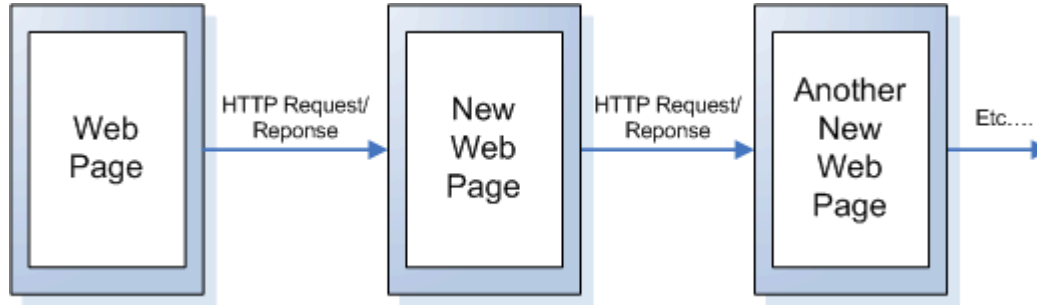 Web
Page
HTTP Request/
Reponse
New
Web
Page
HTTP Request/
Reponse
Another
New
Web
Page
Etc....